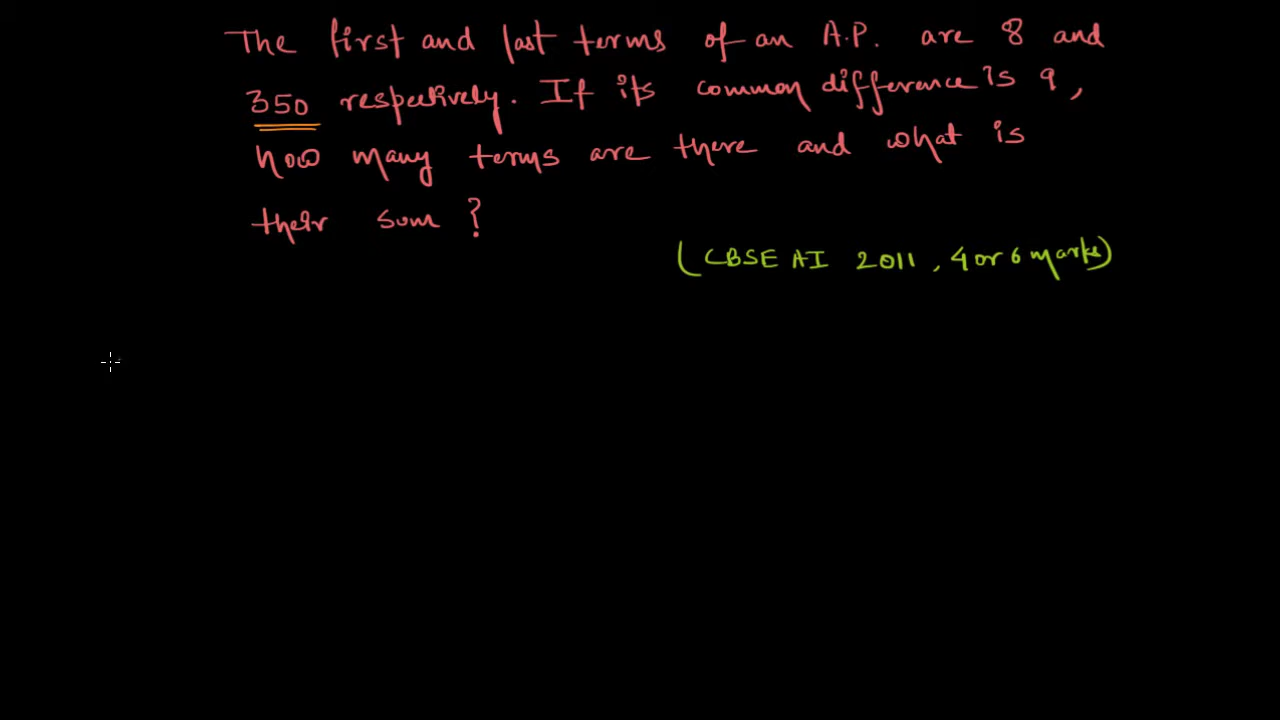 The first and last terms of an A.P. are 8 and
350 respectively. If its common difference is 9,
how many terms are there and what is
their sum ?
(CBSE AI 2011, 4 or 6 marks)